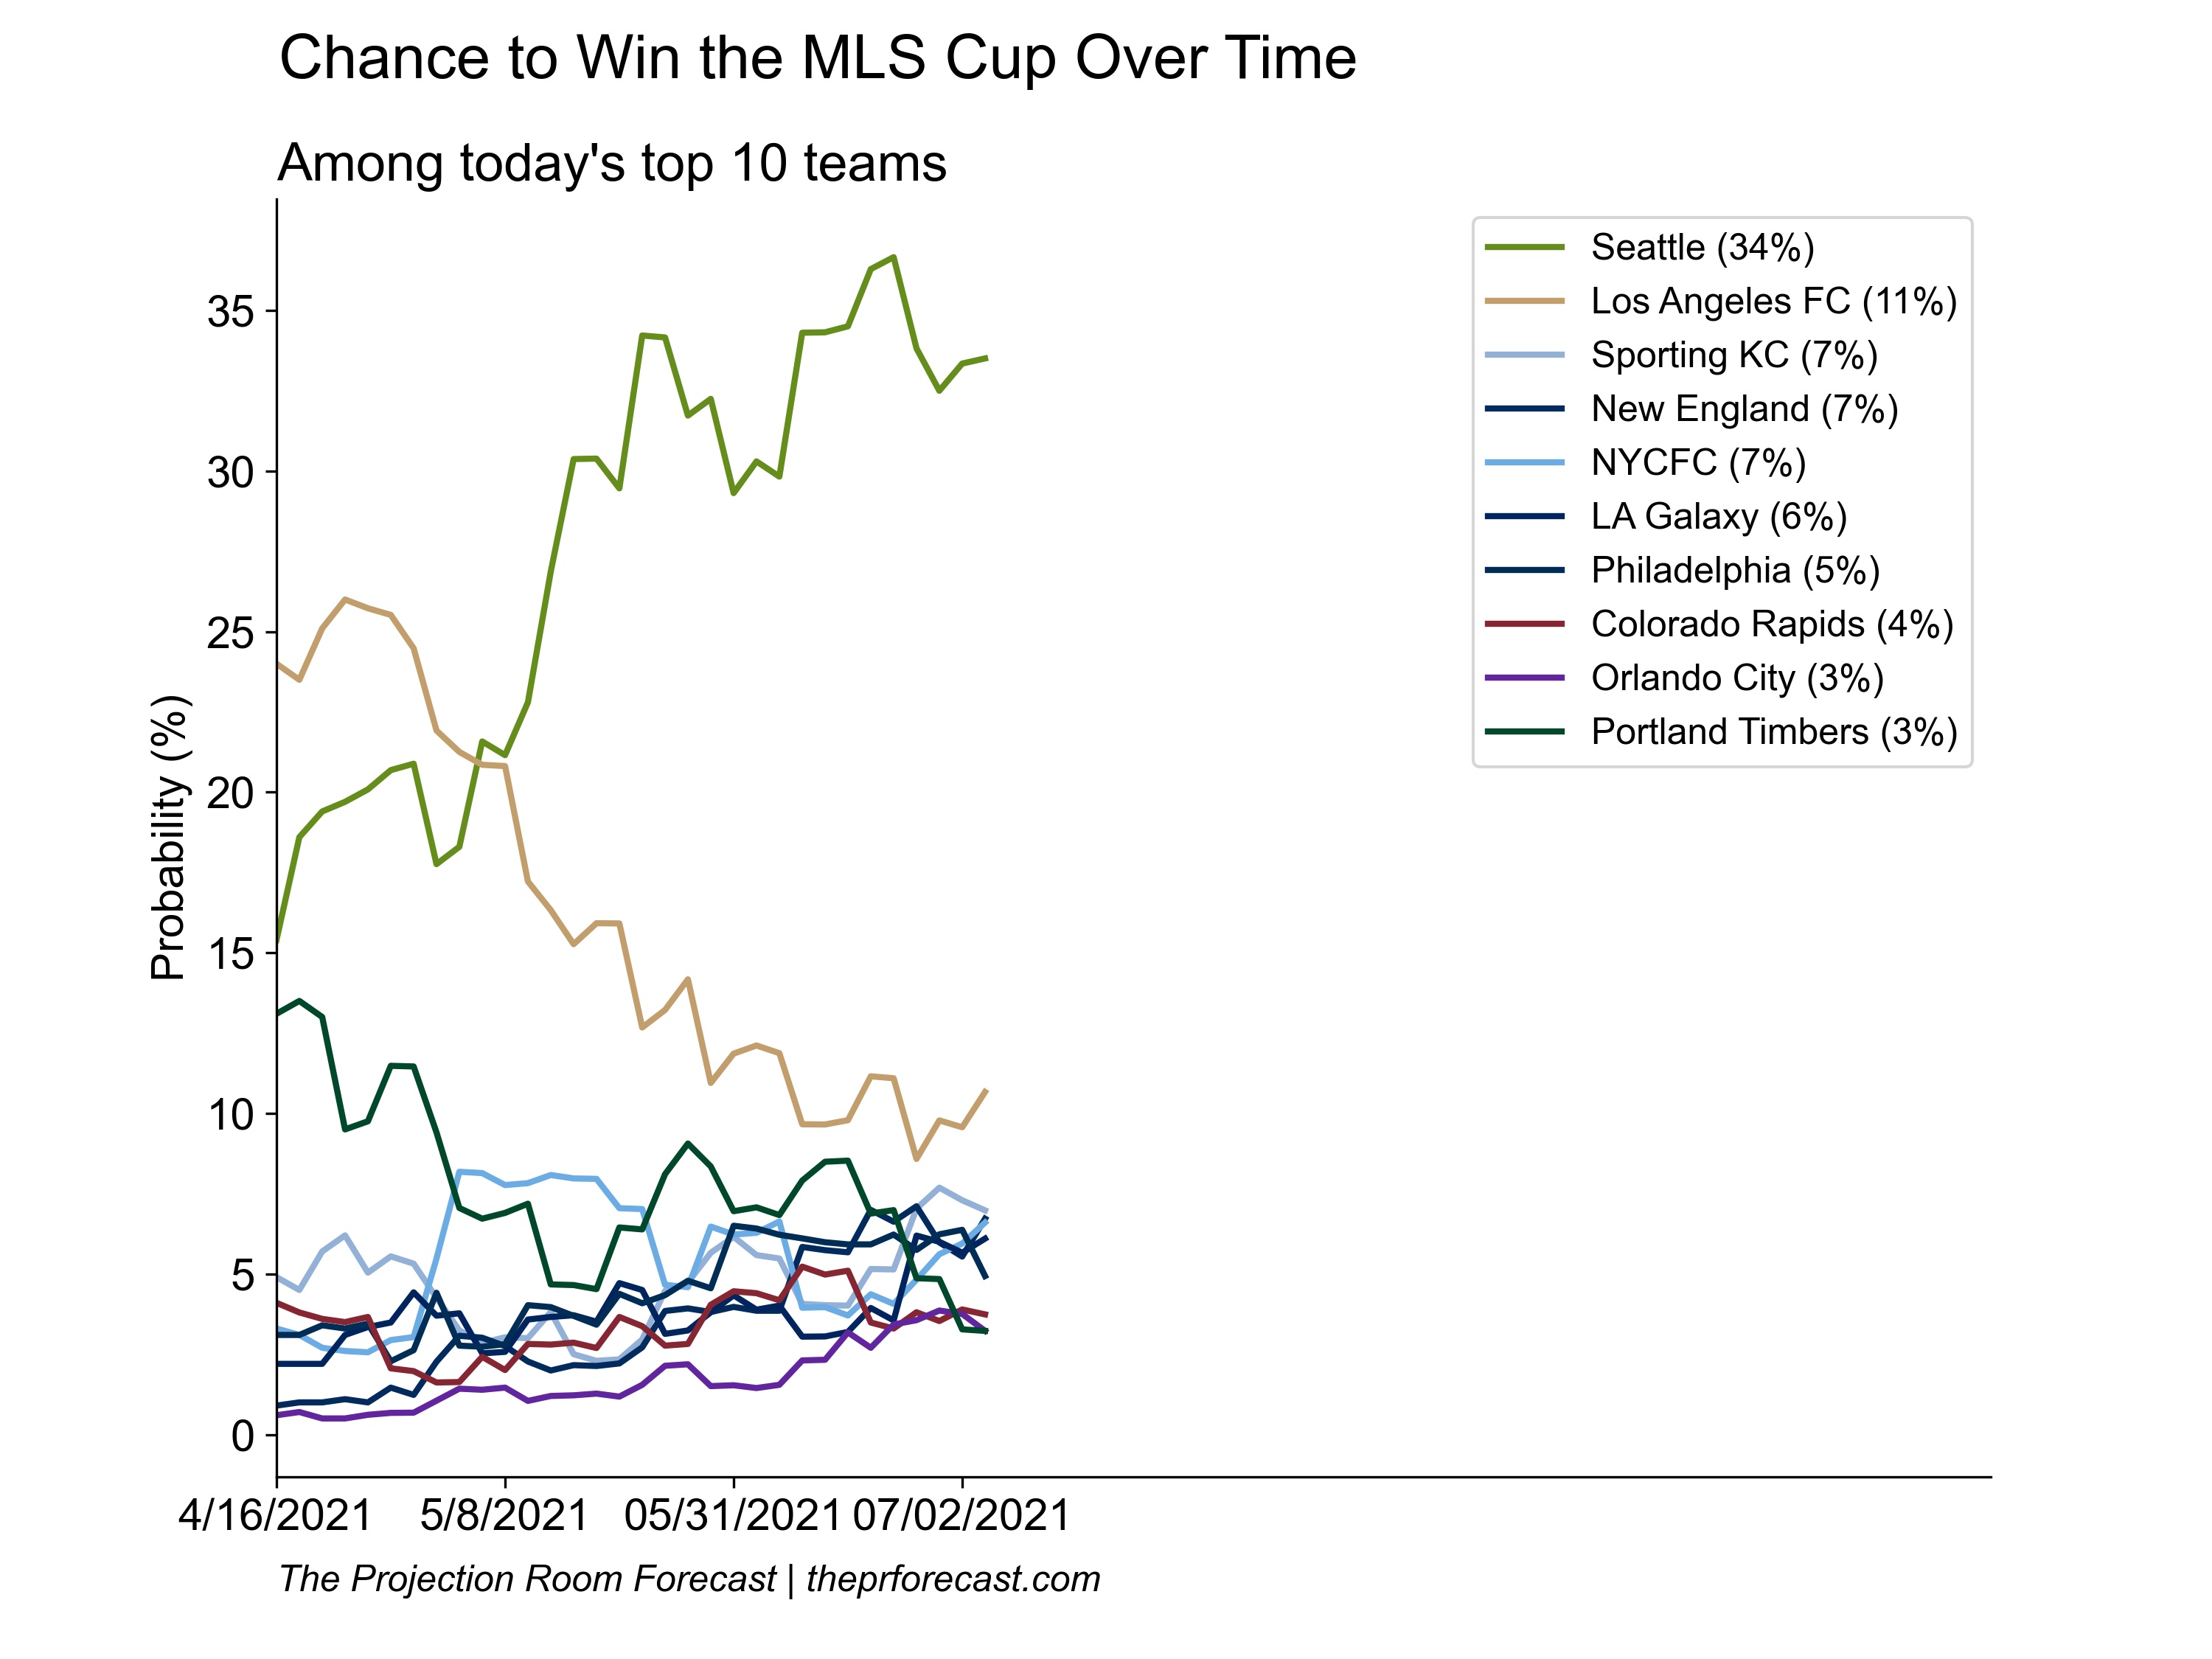 Chance to Win the MLS Cup Over Time
Among today's top 10 teams
Seattle (34%)
Los Angeles FC (11%)
Sporting KC (7%)
New England (7%)
NYCFC (7%)
LA Galaxy (6%)
Philadelphia (5%)
Colorado Rapids (4%)
Orlando City (3%)
Portland Timbers (3%)
Probability (%)
35
30
25
20
15
10
5
0
4/16/2021 5/8/2021 05/31/2021 07/02/2021
The Projection Room Forecast | theprforecast.com